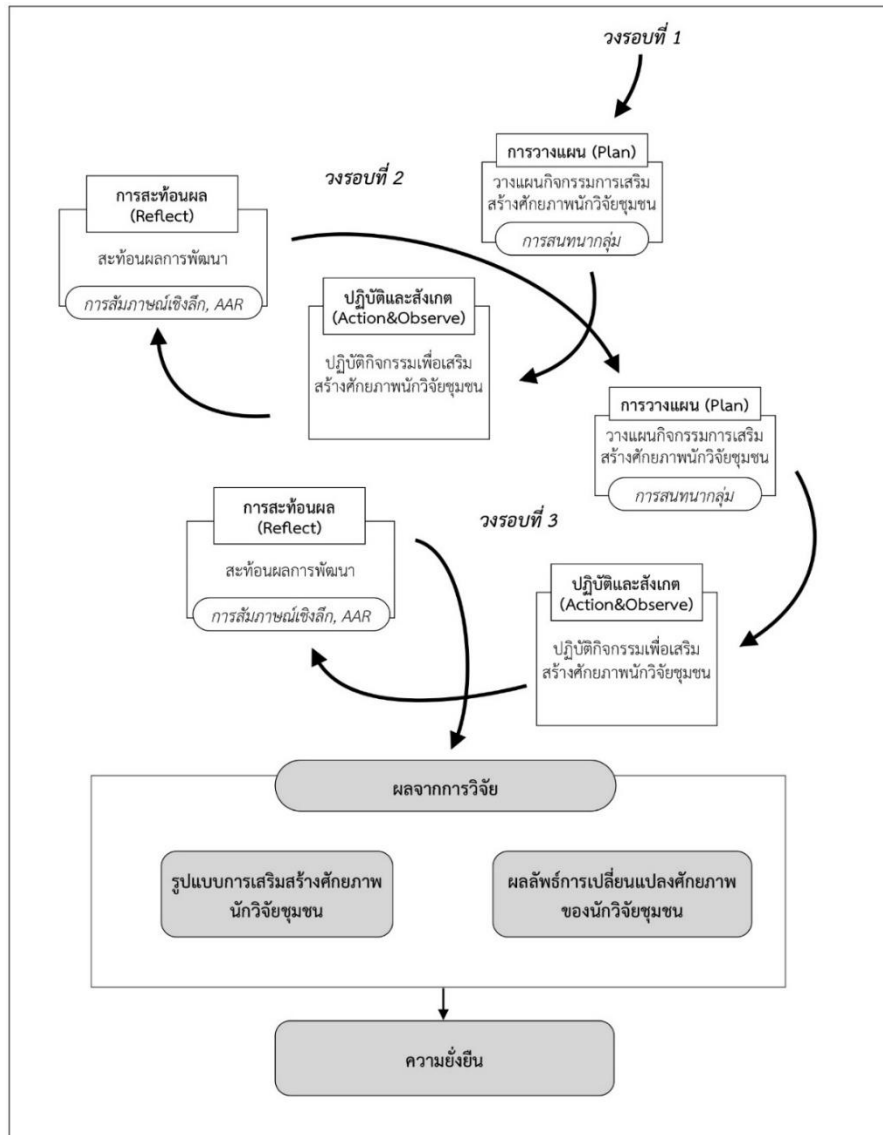 วงรอบที่ 1
การวางแผน (Plan)
วางแผนกิจกรรมการเสริม
สร้างศักยภาพนักวิจัยชุมชน
การสนทนากลุ่ม
วงรอบที่ 2
การสะท้อนผล
(Reflect)
สะท้อนผลการพัฒนา
การสัมภาษณ์เชิงลึก, AAR
ปฏิบัติและสังเกต
(Action&Observe)
ปฏิบัติกิจกรรมเพื่อเสริม
สร้างศักยภาพนักวิจัยชุมชน
การวางแผน (Plan)
วางแผนกิจกรรมการเสริม
สร้างศักยภาพนักวิจัยชุมชน
การสนทนากลุ่ม
วงรอบที่ 3
การสะท้อนผล
(Reflect)
สะท้อนผลการพัฒนา
การสัมภาษณ์เชิงลึก, AAR
ปฏิบัติและสังเกต
(Action&Observe)
ปฏิบัติกิจกรรมเพื่อเสริม
สร้างศักยภาพนักวิจัยชุมชน
ผลจากการวิจัย
รูปแบบการเสริมสร้างศักยภาพ
นักวิจัยชุมชน
ผลลัพธ์การเปลี่ยนแปลงศักยภาพ
ของนักวิจัยชุมชน
ความยั่งยืน